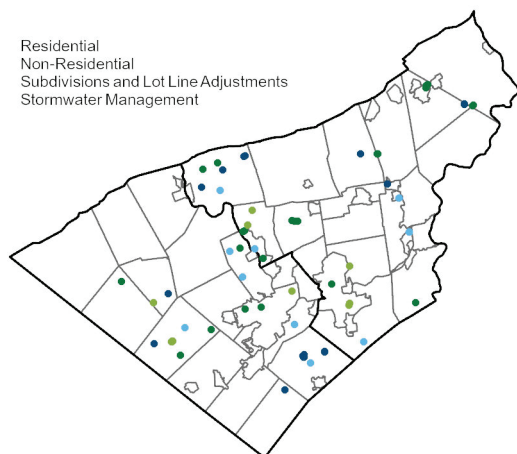 Residential
Non-Residential
Subdivisions and Lot Line Adjustments
Stormwater Management